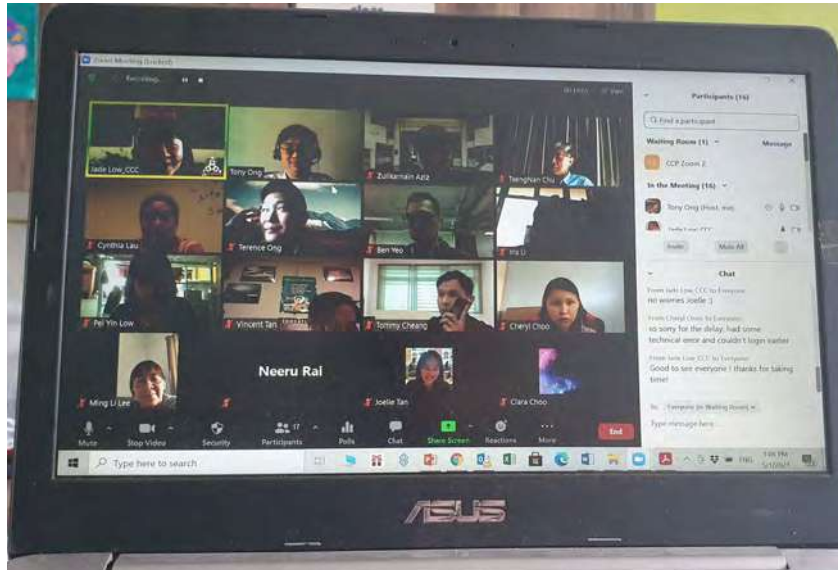 Zoom Meeting
Recording...
View
Jade Low_CCC
Tony Ong
Zulkarnain Aziz
TsengNan Chu
Cynthia Lau
Terence Ong
Ben Yeo
Ira Li
Pei Yin Low
Vincent Tan
Tommy Cheang
Cheryl Choo
Ming Li Lee
Neeru Rai
Joelle Tan
Clara Choo
Mute
Stop Video
Security
Participants
17
Polls
Chat
Share Screen
Reactions
More
End
Participants (16)
Find a participant
Waiting Room (1)
Message
CCP Zoom 2
In the Meeting (16)
Tony Ong (Host, me)
Jade Low_CCC
Invite
Mute All
Chat
From Jade Low_CCC to Everyone:
no worries Joelle :)
From Cheryl Choo to Everyone:
so sorry for the delay, had some
technical error and couldn't login earlier
From Jade Low_CCC to Everyone:
Good to see everyone ! thanks for taking
time!
To: Everyone (in Waiting Room)
Type message here...
Type here to search
ENG
ASUS